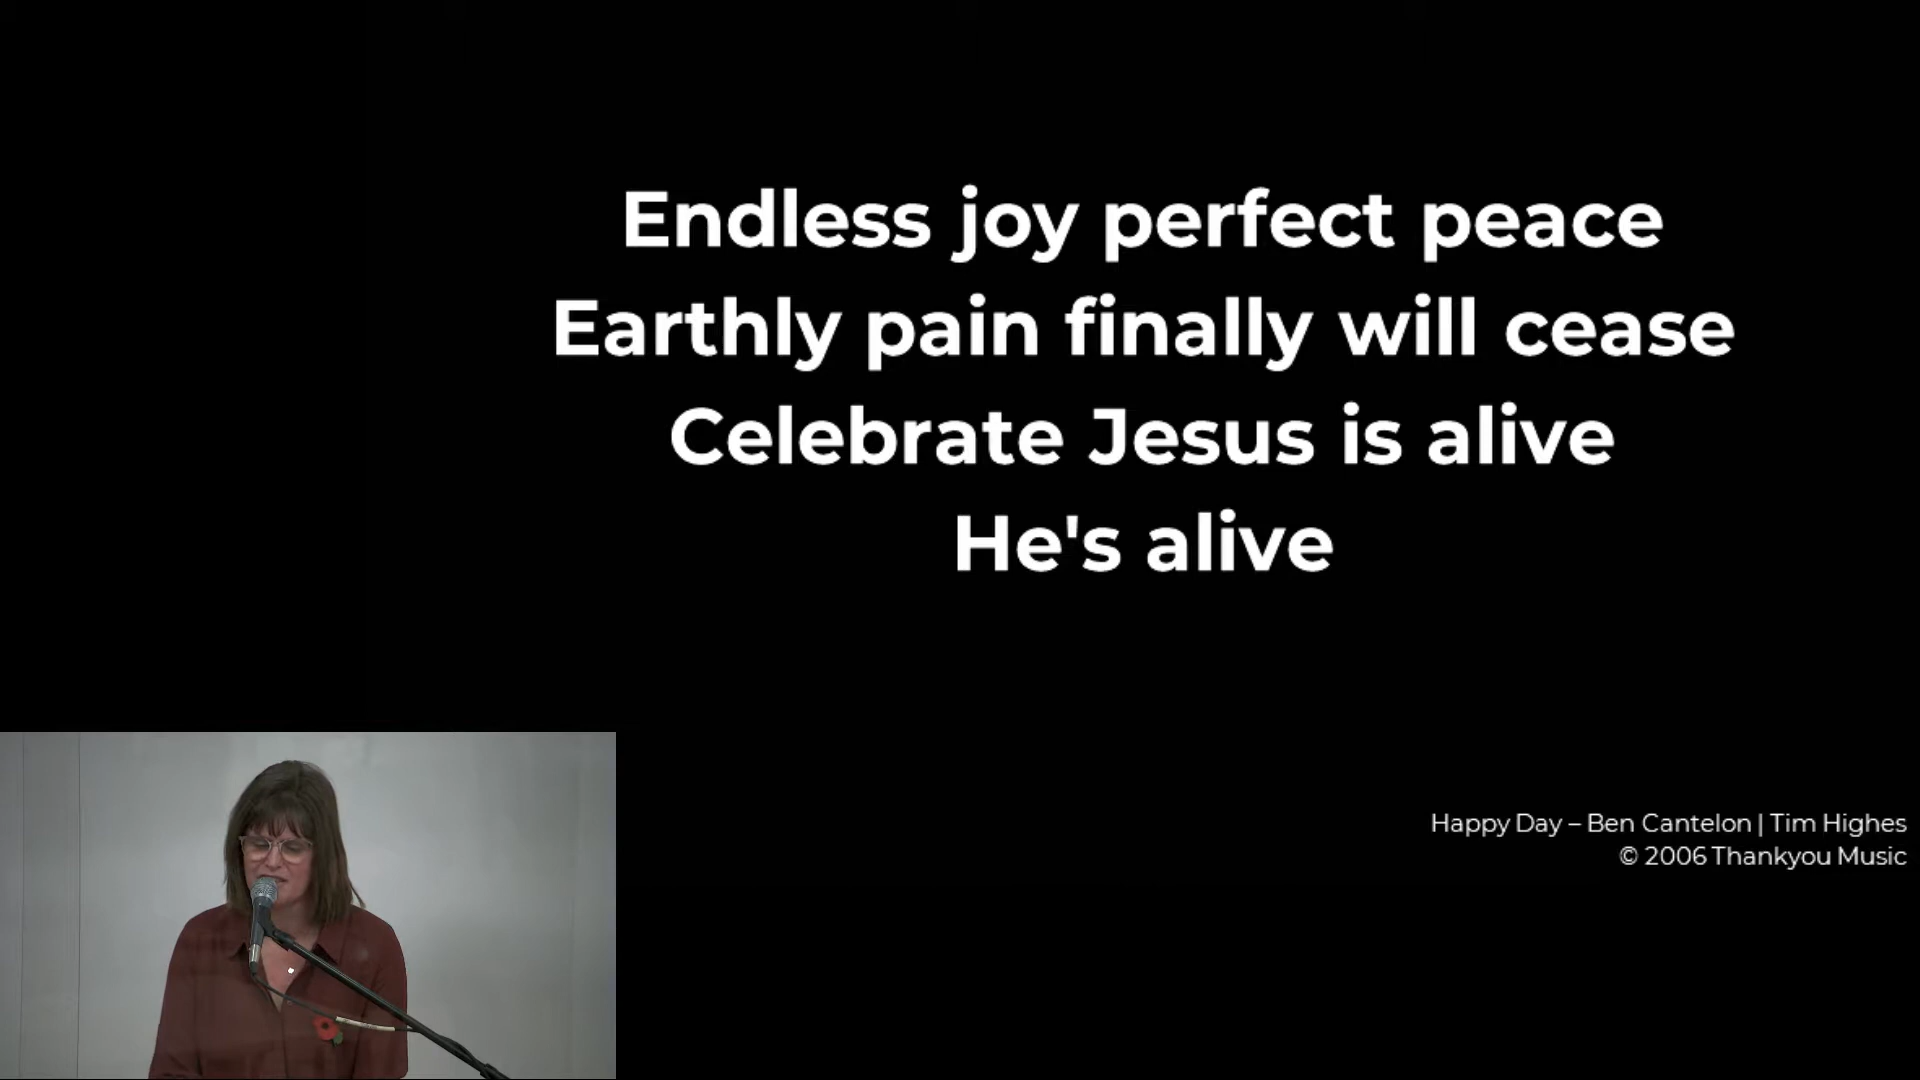 Endless joy perfect peace
Earthly pain finally will cease
Celebrate Jesus is alive
He's alive
Happy Day – Ben Cantelon | Tim Highes
© 2006 Thankyou Music